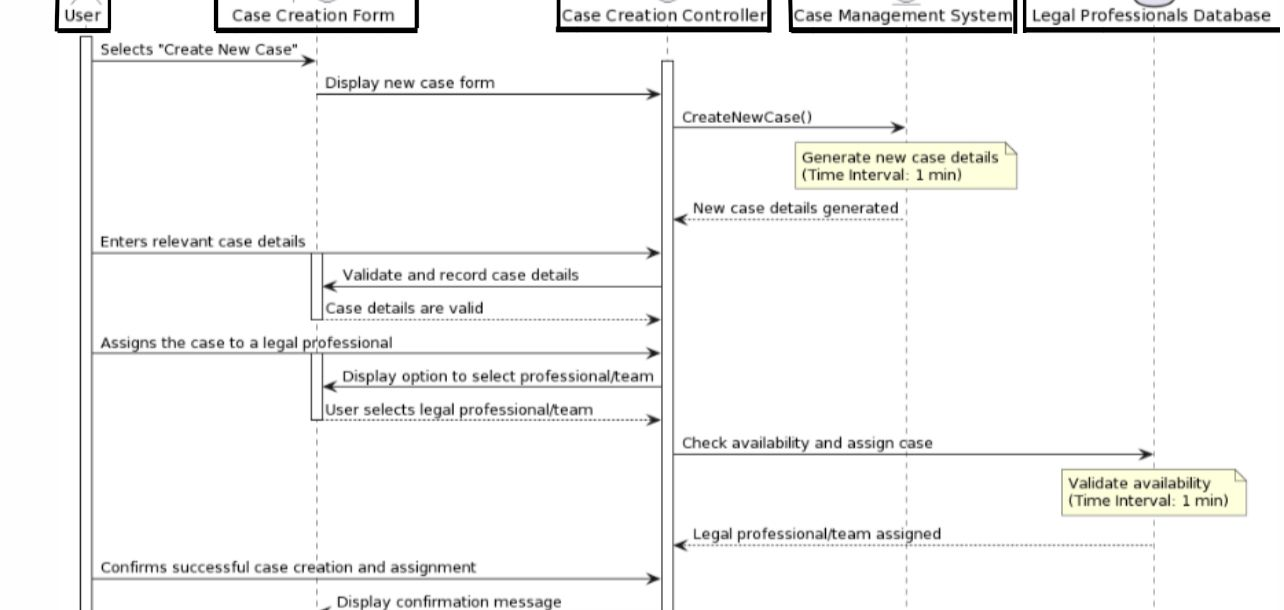 User
Case Creation Form
Case Creation Controller
Case Management System
Legal Professionals Database
Selects "Create New Case"
Display new case form
CreateNewCase()
Generate new case details
(Time Interval: 1 min)
New case details generated
Enters relevant case details
Validate and record case details
Case details are valid
Assigns the case to a legal professional
Display option to select professional/team
User selects legal professional/team
Check availability and assign case
Validate availability
(Time Interval: 1 min)
Legal professional/team assigned
Confirms successful case creation and assignment
Display confirmation message